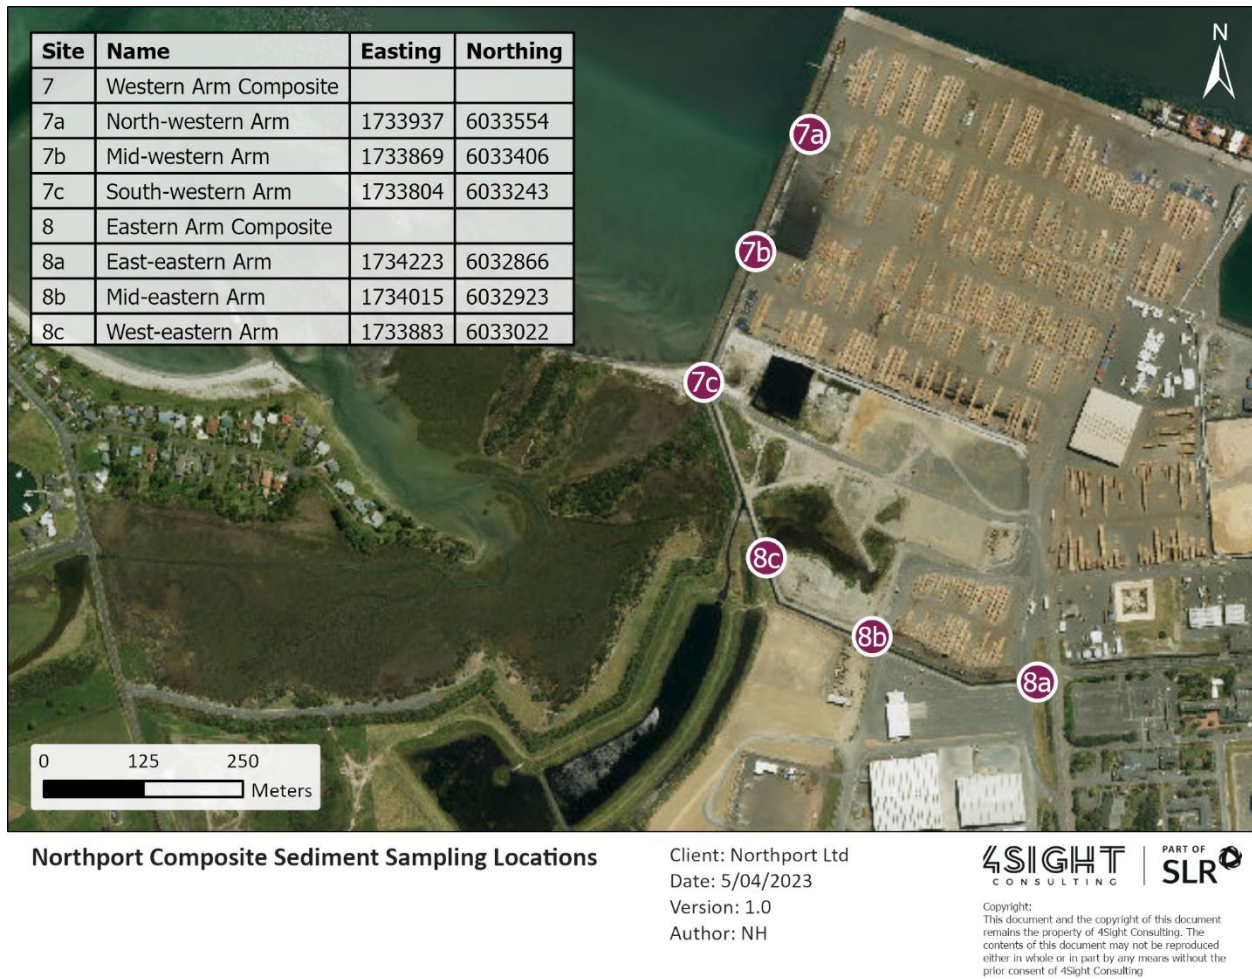 Site Name Easting Northing
7 Western Arm Composite
7a North-western Arm 1733937 6033554
7b Mid-western Arm 1733869 6033406
7c South-western Arm 1733804 6033243
8 Eastern Arm Composite
8a East-eastern Arm 1734223 6032866
8b Mid-eastern Arm 1734015 6032923
8c West-eastern Arm 1733883 6033022
N
7a
7b
7c
8c
8b
8a
0 125 250
Meters
Northport Composite Sediment Sampling Locations
Client: Northport Ltd
Date: 5/04/2023
Version: 1.0
Author: NH
4SIGHT
CONSULTING
PART OF
SLR
Copyright:
This document and the copyright of this document
remains the property of 4Sight Consulting. The
contents of this document may not be reproduced
either in whole or in part by any means without the
prior consent of 4Sight Consulting